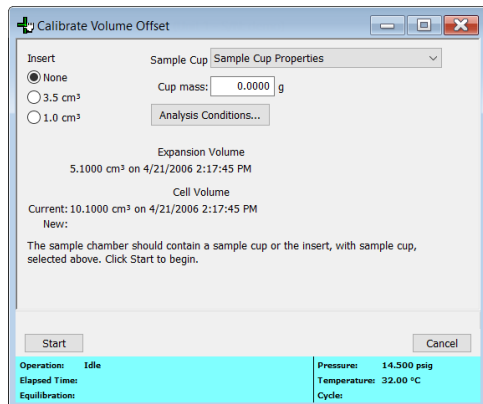 Calibrate Volume Offset
Insert
None
3.5 cm³
1.0 cm³
Sample Cup Sample Cup Properties
Cup mass: 0.0000 g
Analysis Conditions...
Expansion Volume
5.1000 cm³ on 4/21/2006 2:17:45 PM
Cell Volume
Current: 10.1000 cm³ on 4/21/2006 2:17:45 PM
New:
The sample chamber should contain a sample cup or the insert, with sample cup,
selected above. Click Start to begin.
Start
Cancel
Operation: Idle
Elapsed Time:
Equilibration:
Pressure: 14.500 psig
Temperature: 32.00 °C
Cycle: